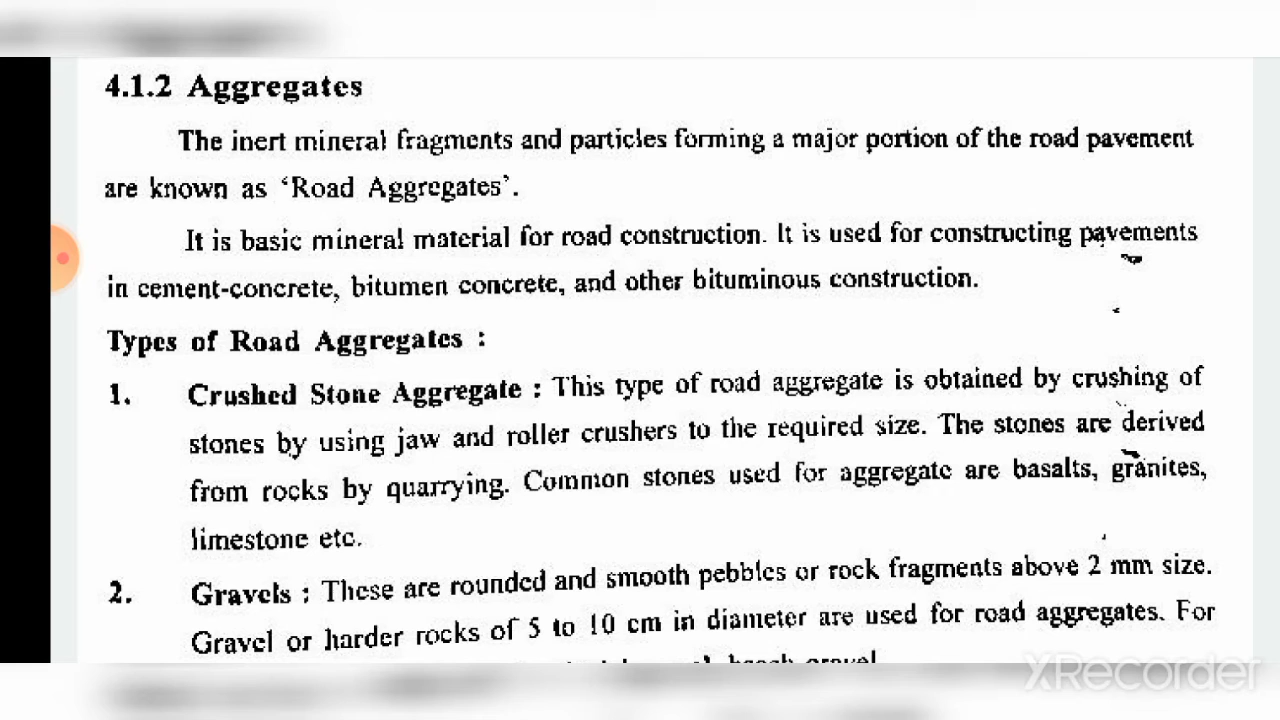 4.1.2 Aggregates
The inert mineral fragments and particles forming a major portion of the road pavement
are known as ‘Road Aggregates’.
It is basic mineral material for road construction. It is used for constructing pavements
in cement-concrete, bitumen concrete, and other bituminous construction.
Types of Road Aggregates :
1. Crushed Stone Aggregate : This type of road aggregate is obtained by crushing of
stones by using jaw and roller crushers to the required size. The stones are derived
from rocks by quarrying. Common stones used for aggregate are basalts, granites,
limestone etc.
2. Gravels : These are rounded and smooth pebbles or rock fragments above 2 mm size.
Gravel or harder rocks of 5 to 10 cm in diameter are used for road aggregates. For
beach gravel
XRecorder